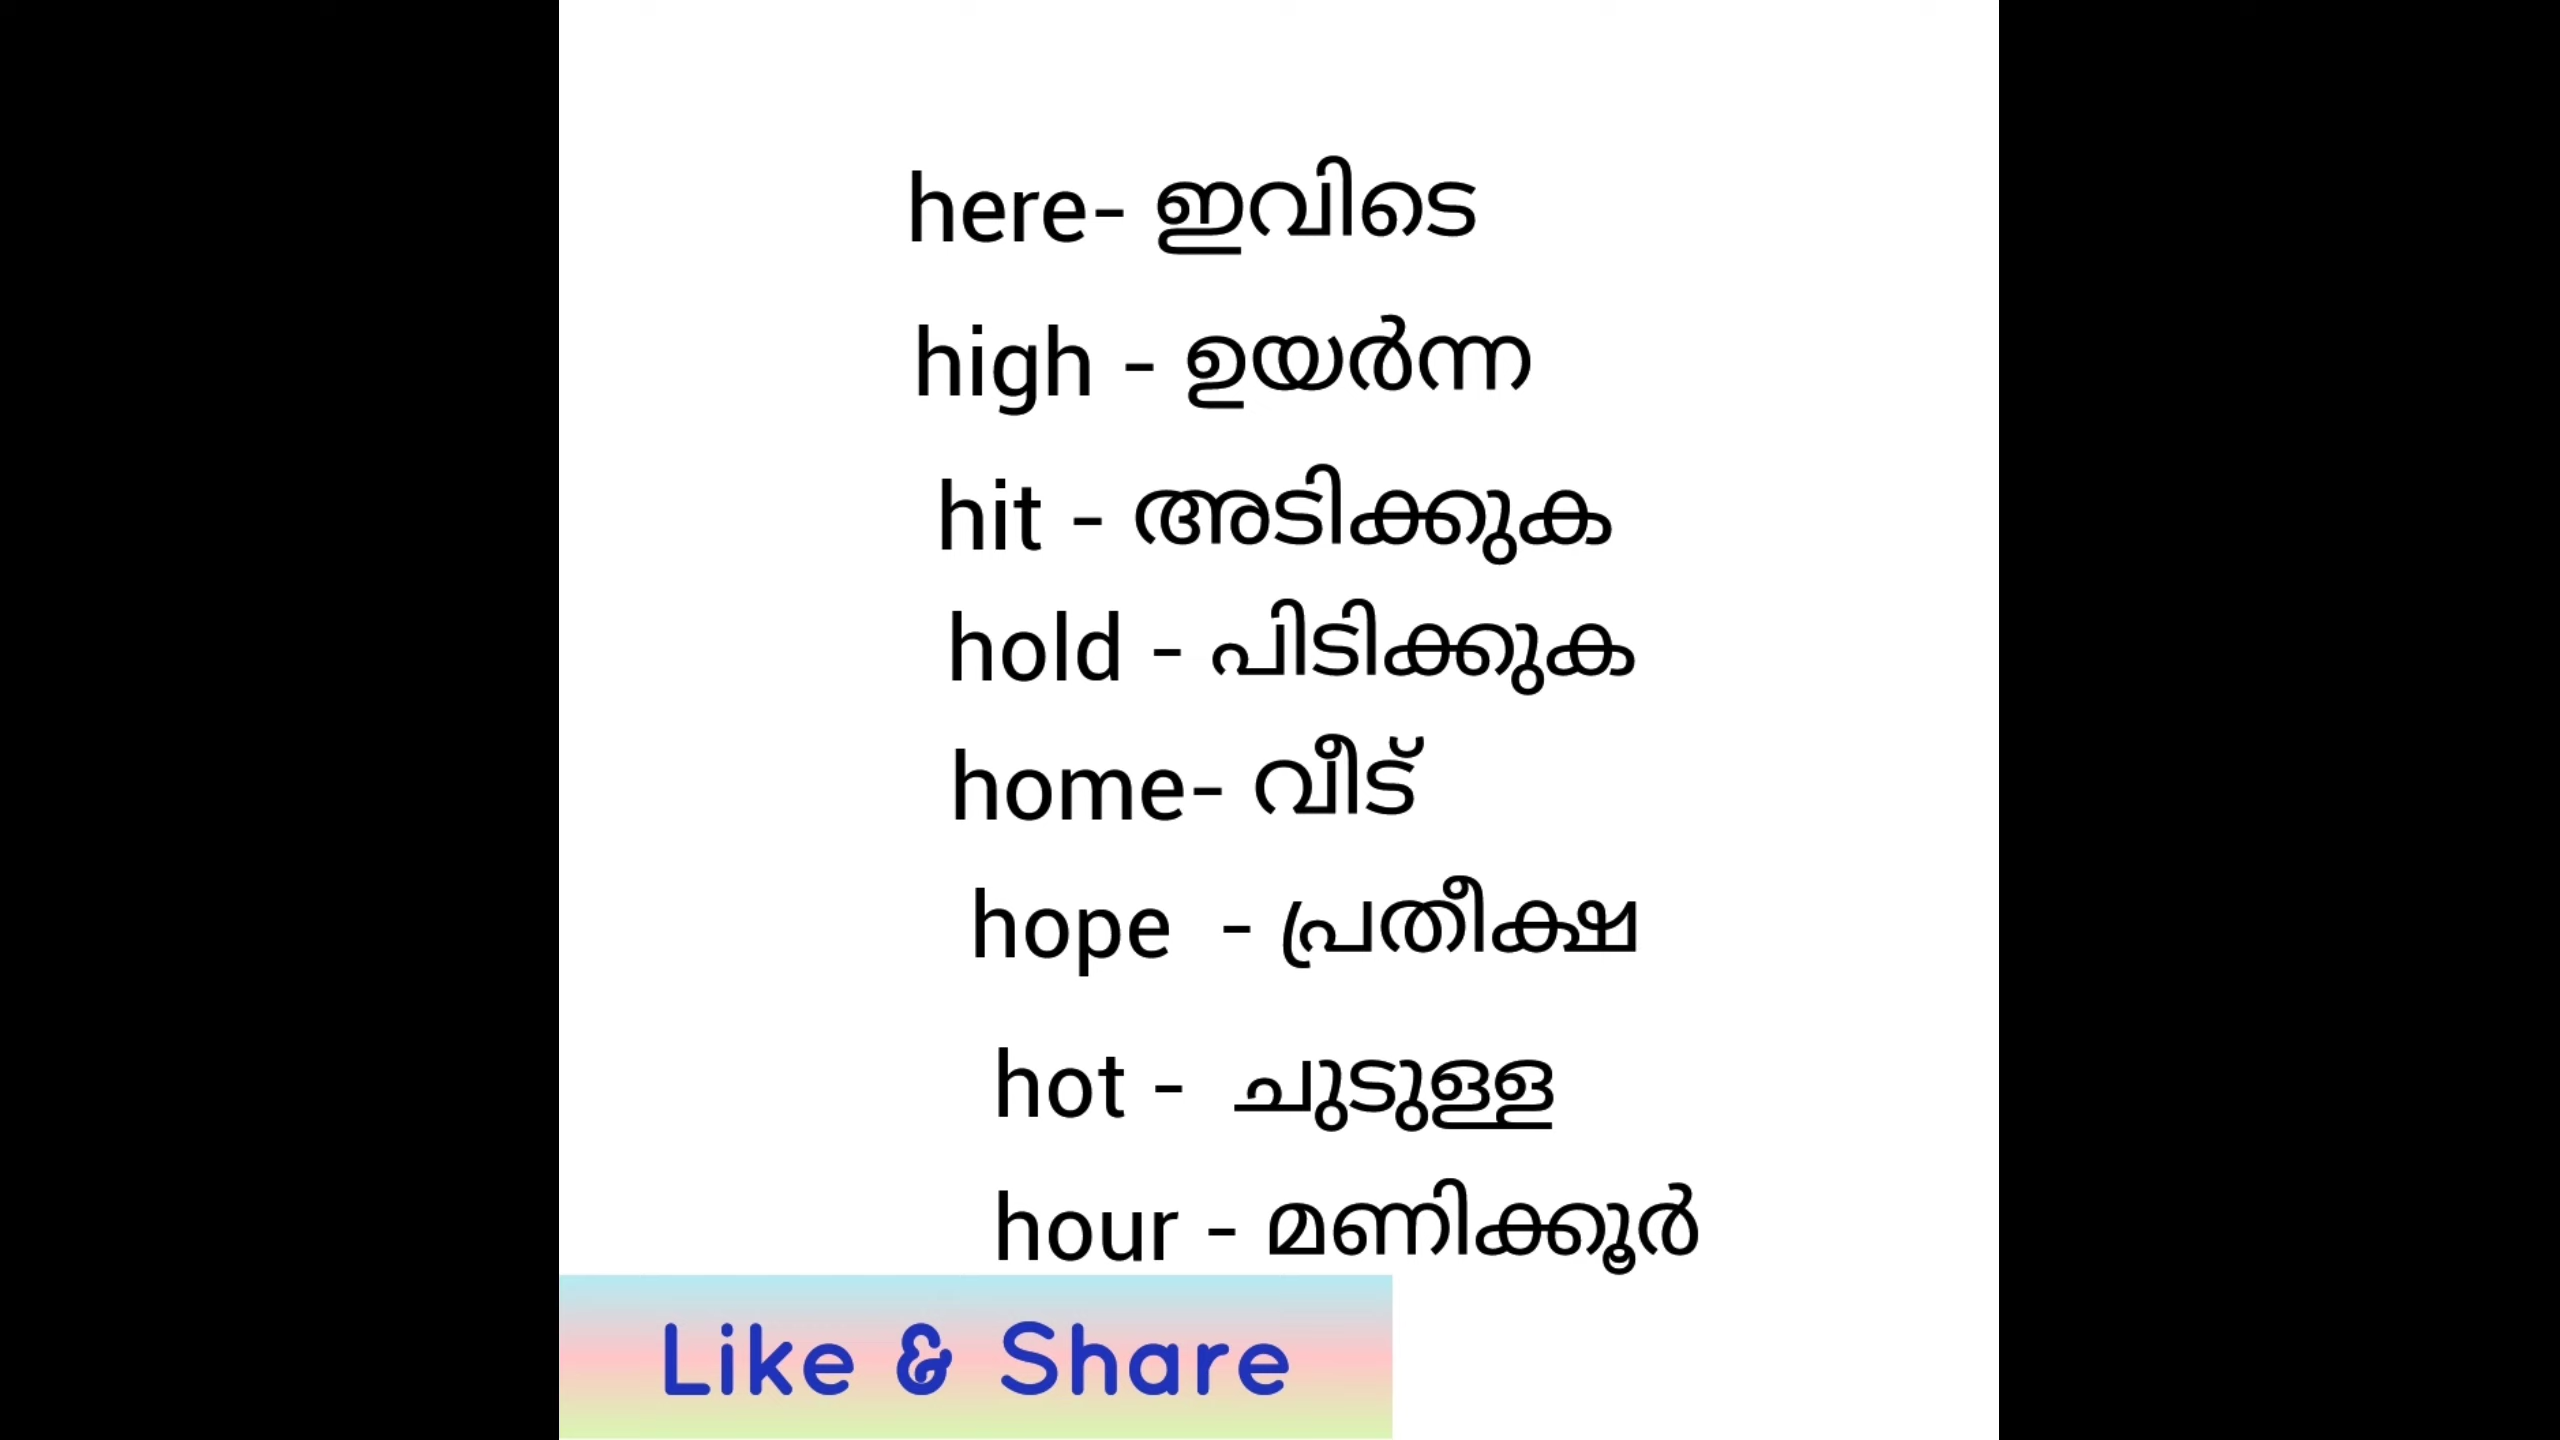 here- ഇവിടെ
high - ഉയർന്ന
hit - അടിക്കുക
hold - പിടിക്കുക
home- വീട്
hope - പ്രതീക്ഷ
hot - ചുടുള്ള
hour - മണിക്കൂർ
Like & Share